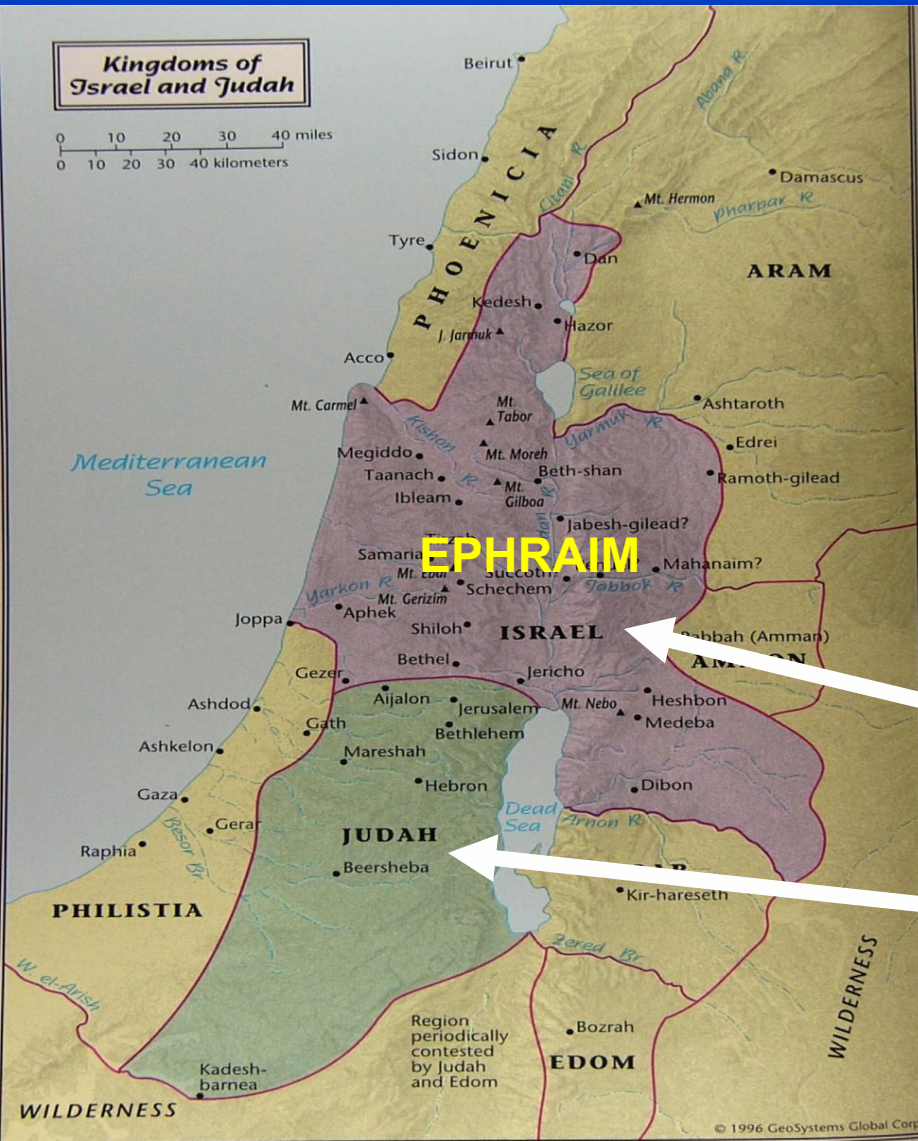 Kingdoms of
Israel and Judah
0 10 20 30 40 miles
0 10 20 30 40 kilometers
Beirut
Abana R
Sidon
Damascus
Litani R
Mt. Hermon
Pharpar R
PHOENICIA
Tyre
Dan
ARAM
Kedesh
Hazor
J. Jarmuk
Acco
Sea of
Galilee
Mt. Carmel
Mt.
Tabor
Ashtaroth
Kishon
R
Yarmuk R
Edrei
Megiddo
Mt. Moreh
Mediterranean
Sea
Taanach
Beth-shan
Ramoth-gilead
Mt.
Gilboa
Ibleam
Jabesh-gilead?
Samaria
EPHRAIM
Mahanaim?
Mt. Ebal
Succoth?
Schechem
Jabbok R
Yarkon R
Mt. Gerizim
Aphek
Joppa
Shiloh
ISRAEL
Rabbah (Amman)
Bethel
Jericho
Gezer
Aijalon
Jerusalem
Mt. Nebo
Heshbon
Ashdod
Medeba
Gath
Bethlehem
Ashkelon
Mareshah
Hebron
Dibon
Gaza
Dead
Sea
Arnon R
Gerar
Besor Br.
JUDAH
Raphia
Beersheba
Kir-hareseth
PHILISTIA
Zered Br
WILDERNESS
W. el-Arish
Region
periodically
contested
by Judah
and Edom
Bozrah
EDOM
Kadesh-
barnea
WILDERNESS
© 1996 GeoSystems Global Corp